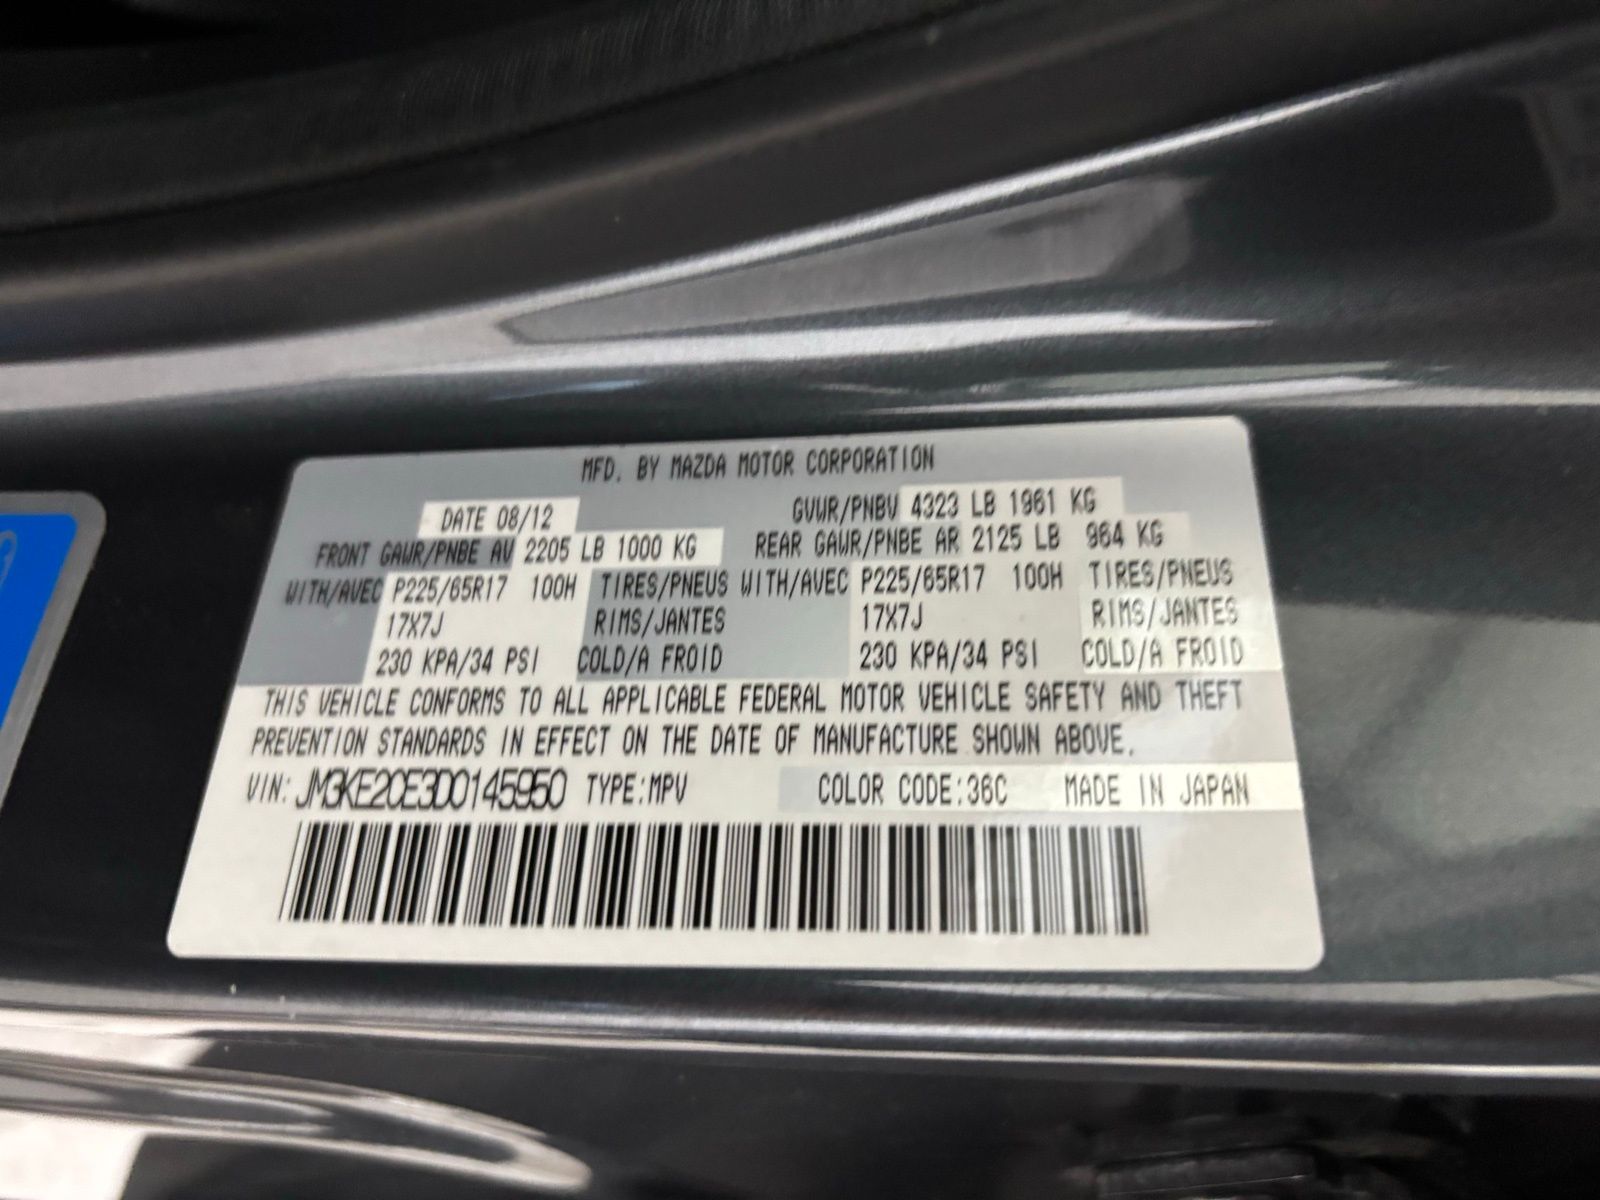 MFD. BY MAZDA MOTOR CORPORATION
DATE 08/12 GVWR/PNBV 4323 LB 1961 KG
FRONT GAWR/PNBE AV 2205 LB 1000 KG REAR GAWR/PNBE AR 2125 LB 964 KG
WITH/AVEC P225/65R17 100H TIRES/PNEUS WITH/AVEC P225/65R17 100H TIRES/PNEUS
17X7J RIMS/JANTES 17X7J RIMS/JANTES
230 KPA/34 PSI COLD/A FROID 230 KPA/34 PSI COLD/A FROID
THIS VEHICLE CONFORMS TO ALL APPLICABLE FEDERAL MOTOR VEHICLE SAFETY AND THEFT
PREVENTION STANDARDS IN EFFECT ON THE DATE OF MANUFACTURE SHOWN ABOVE.
VIN: JM3KE2CE3D0145950 TYPE:MPV COLOR CODE:36C MADE IN JAPAN